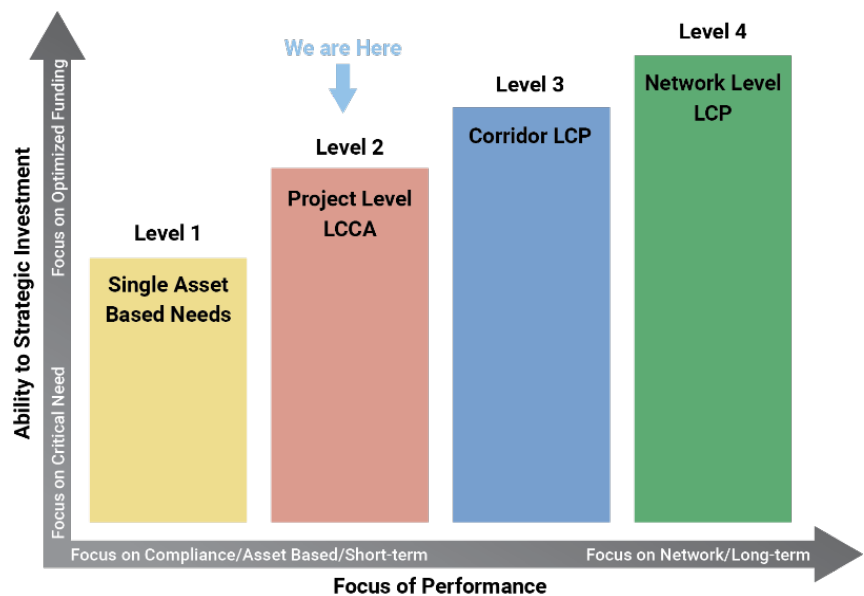 Level 4
We are Here
Network Level
LCP
Level 3
Corridor LCP
Level 2
Project Level
LCCA
Level 1
Single Asset
Based Needs
Ability to Strategic Investment
Focus on Optimized Funding
Focus on Critical Need
Focus on Compliance/Asset Based/Short-term
Focus on Network/Long-term
Focus of Performance